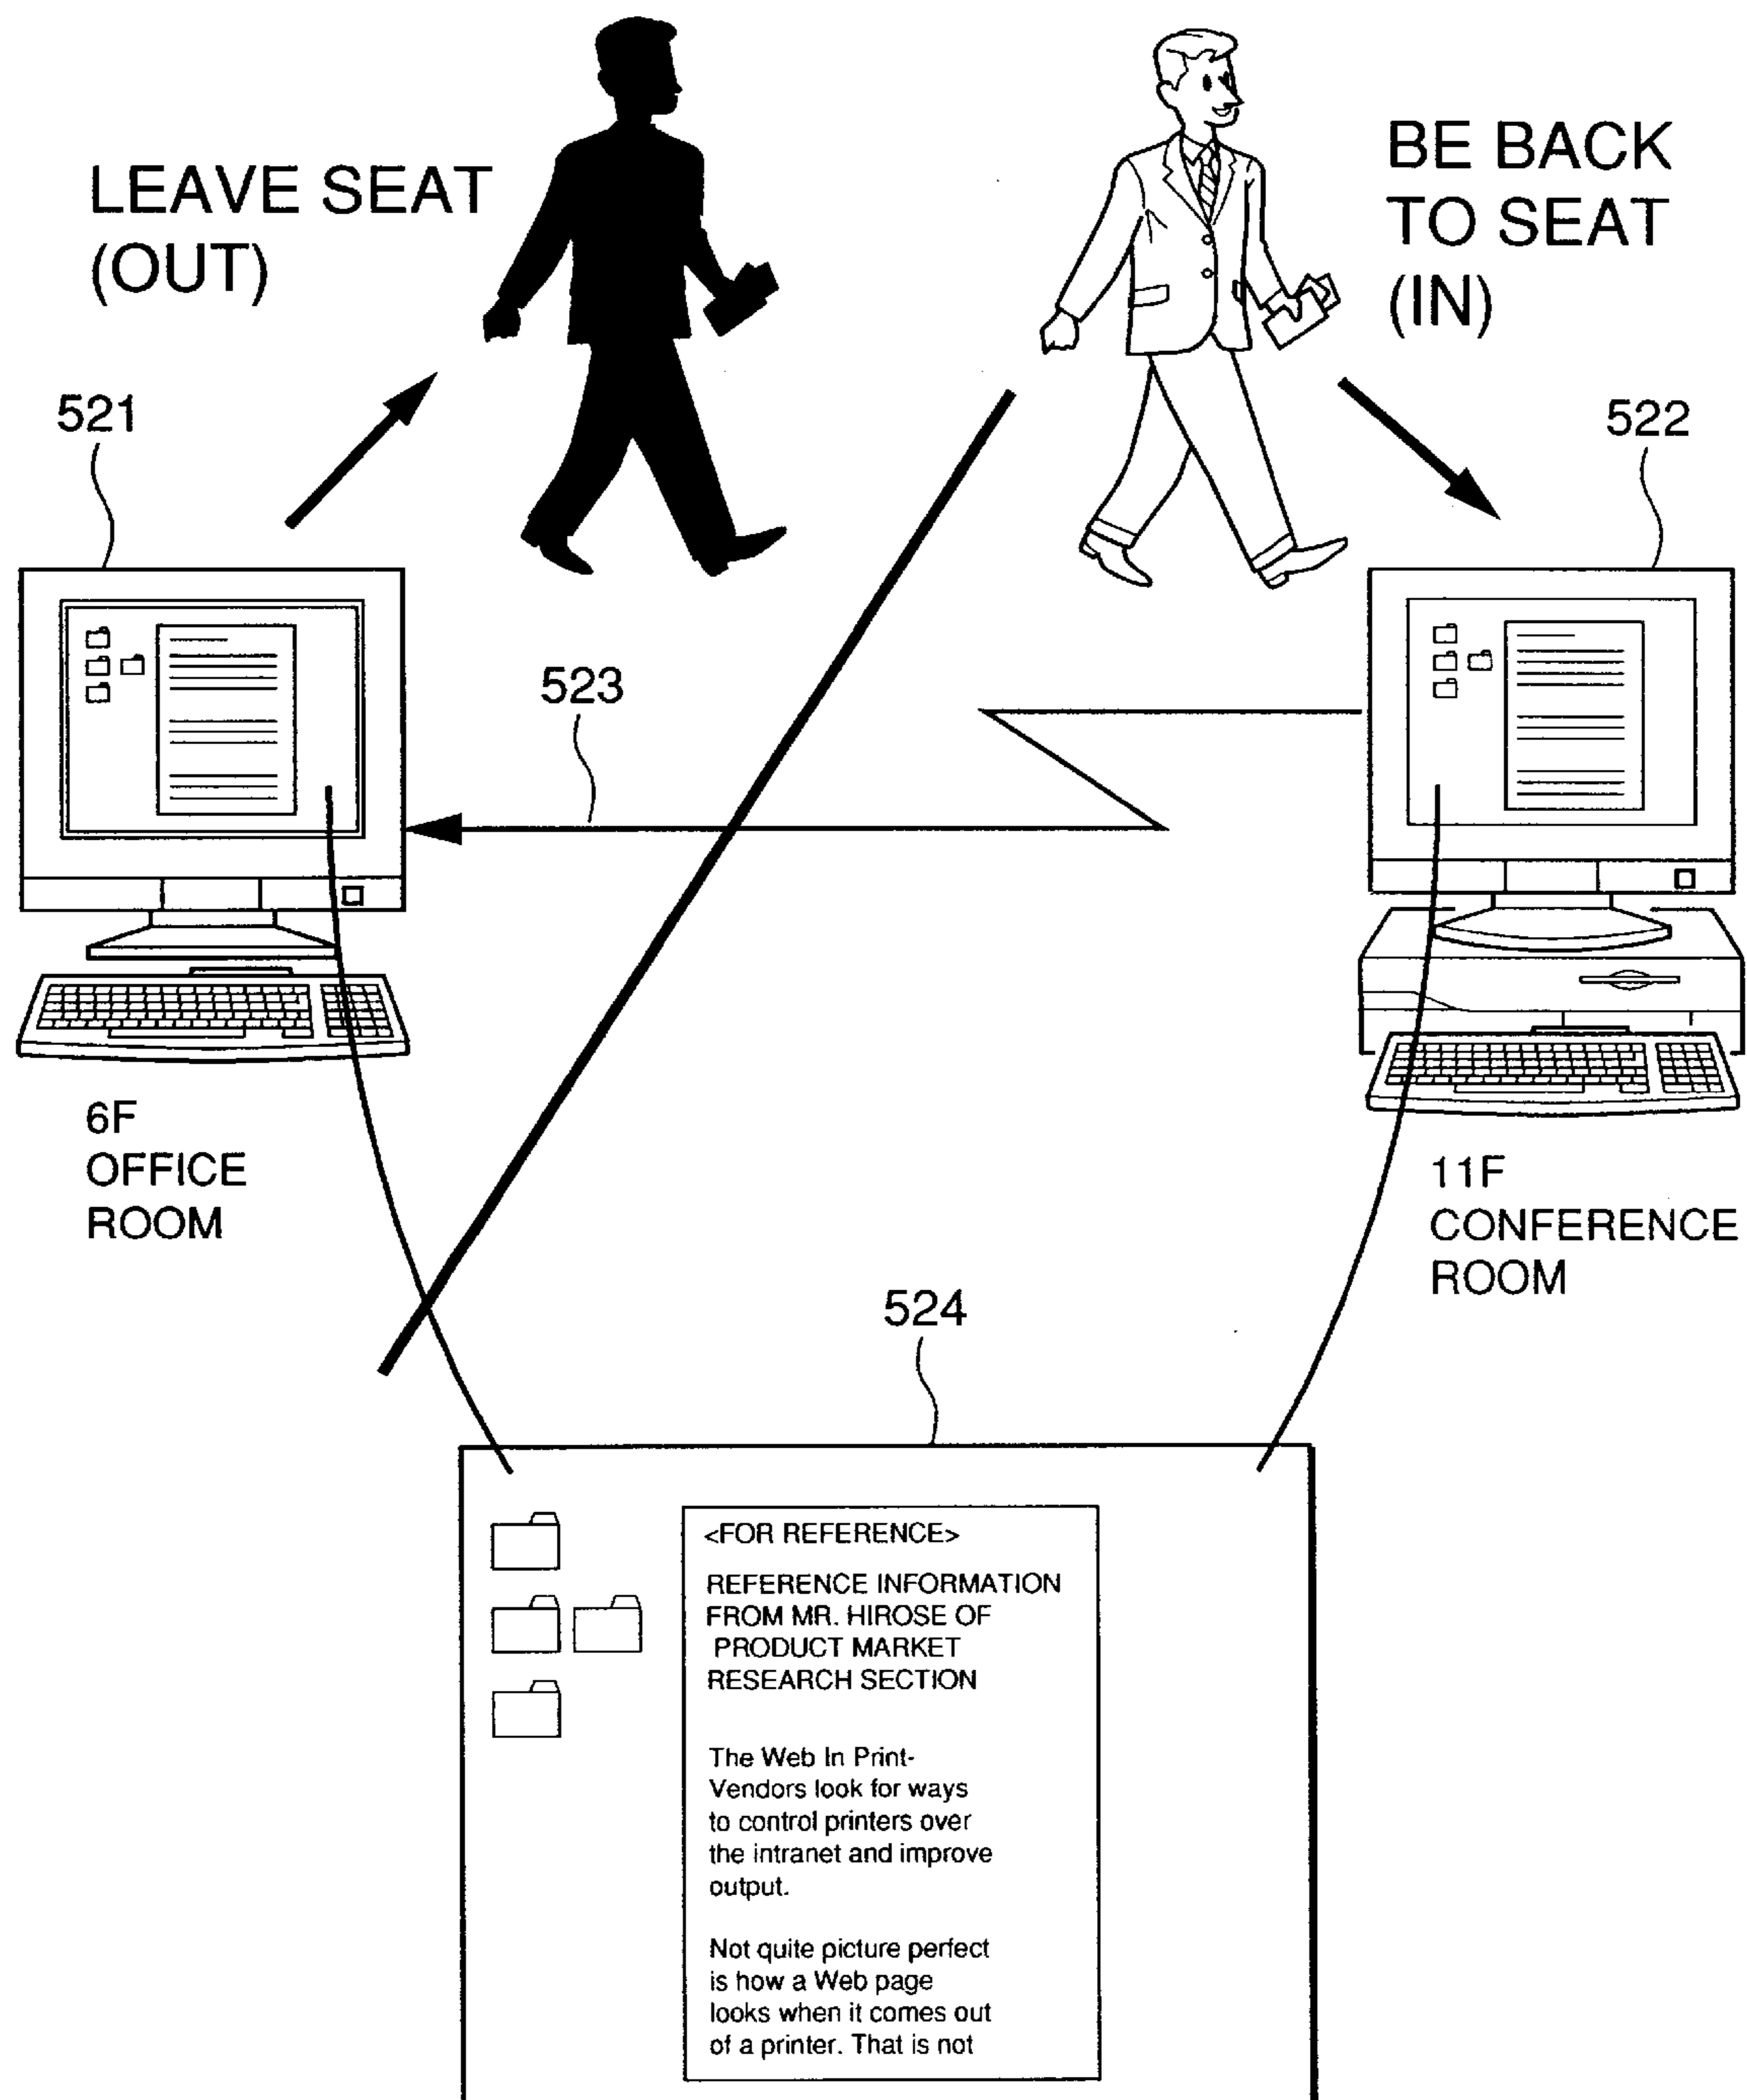 LEAVE SEAT
(OUT)
BE BACK
TO SEAT
(IN)
521
522
523
6F
OFFICE
ROOM
11F
CONFERENCE
ROOM
524
<FOR REFERENCE>
REFERENCE INFORMATION
FROM MR. HIROSE OF
PRODUCT MARKET
RESEARCH SECTION
The Web In Print-
Vendors look for ways
to control printers over
the intranet and improve
output.
Not quite picture perfect
is how a Web page
looks when it comes out
of a printer. That is not